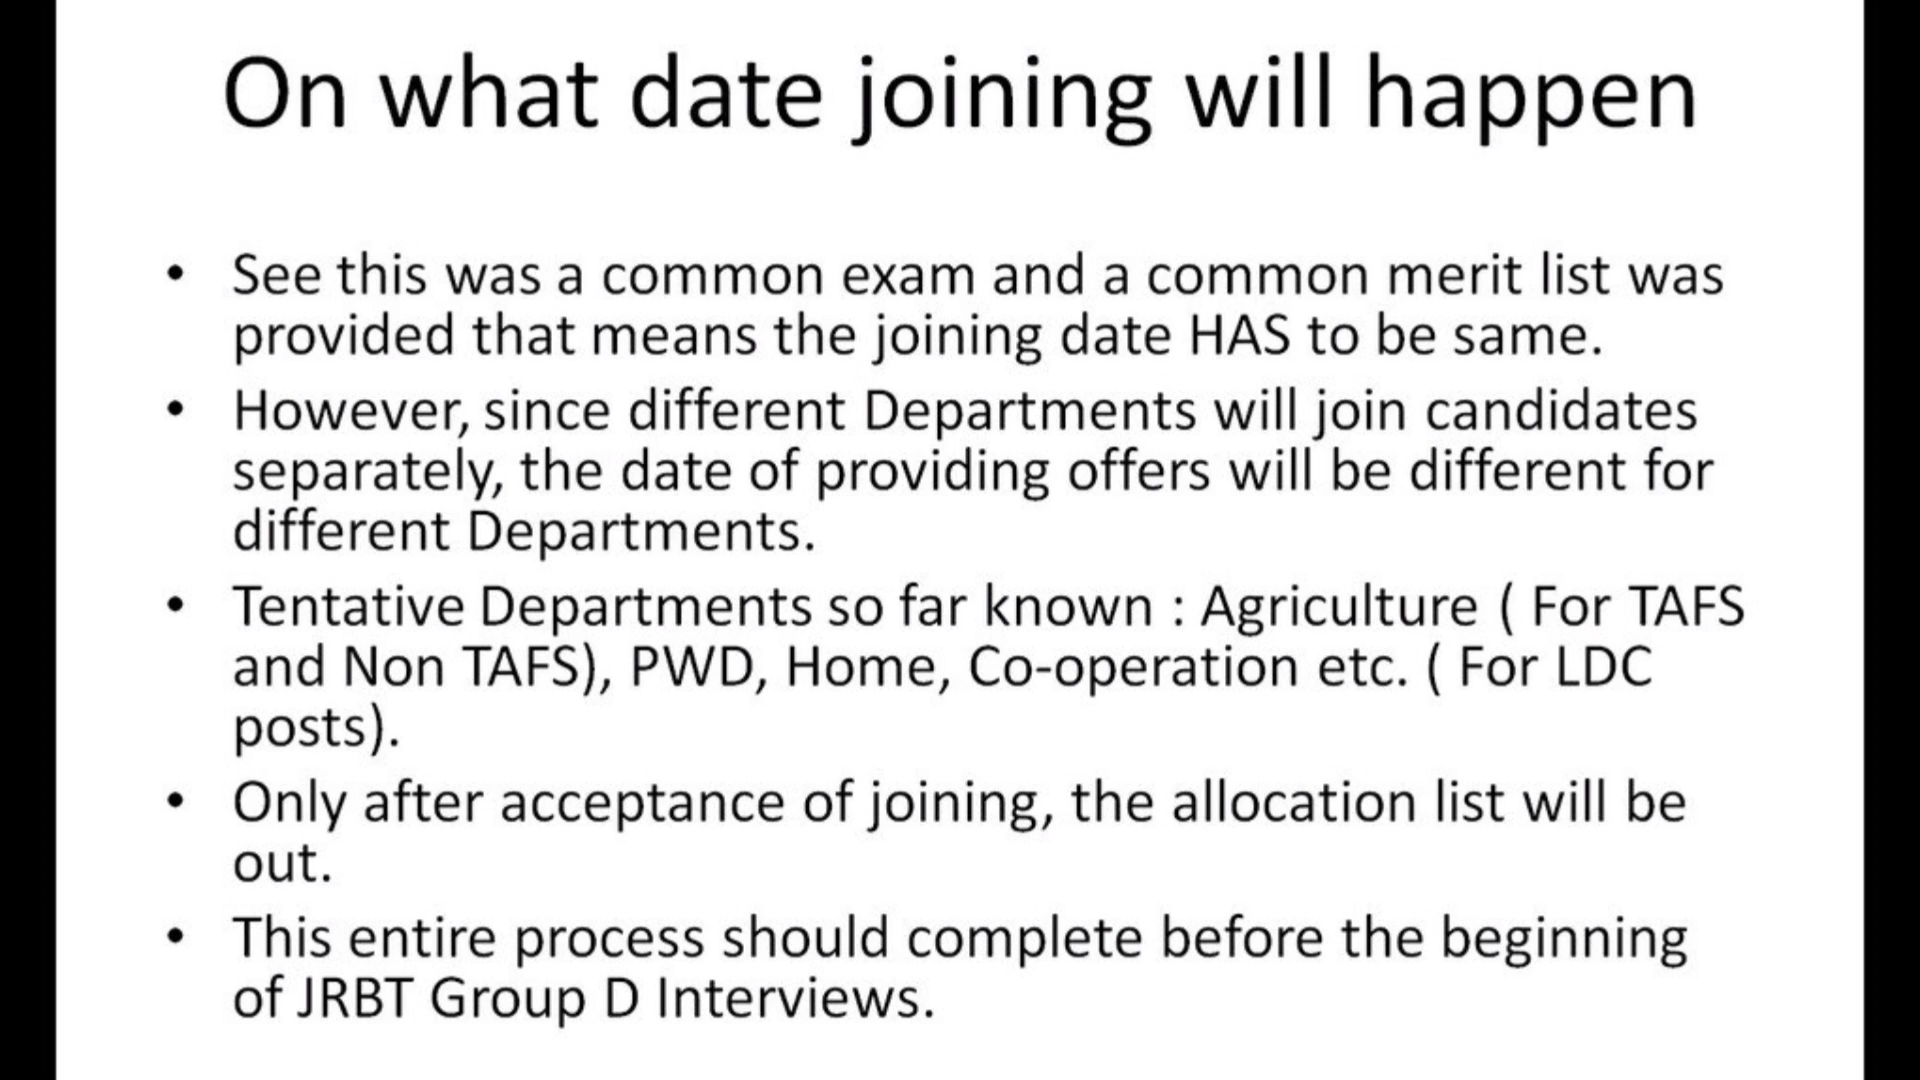 On what date joining will happen
• See this was a common exam and a common merit list was
provided that means the joining date HAS to be same.
• However, since different Departments will join candidates
separately, the date of providing offers will be different for
different Departments.
• Tentative Departments so far known : Agriculture ( For TAFS
and Non TAFS), PWD, Home, Co-operation etc. ( For LDC
posts).
• Only after acceptance of joining, the allocation list will be
out.
• This entire process should complete before the beginning
of JRBT Group D Interviews.